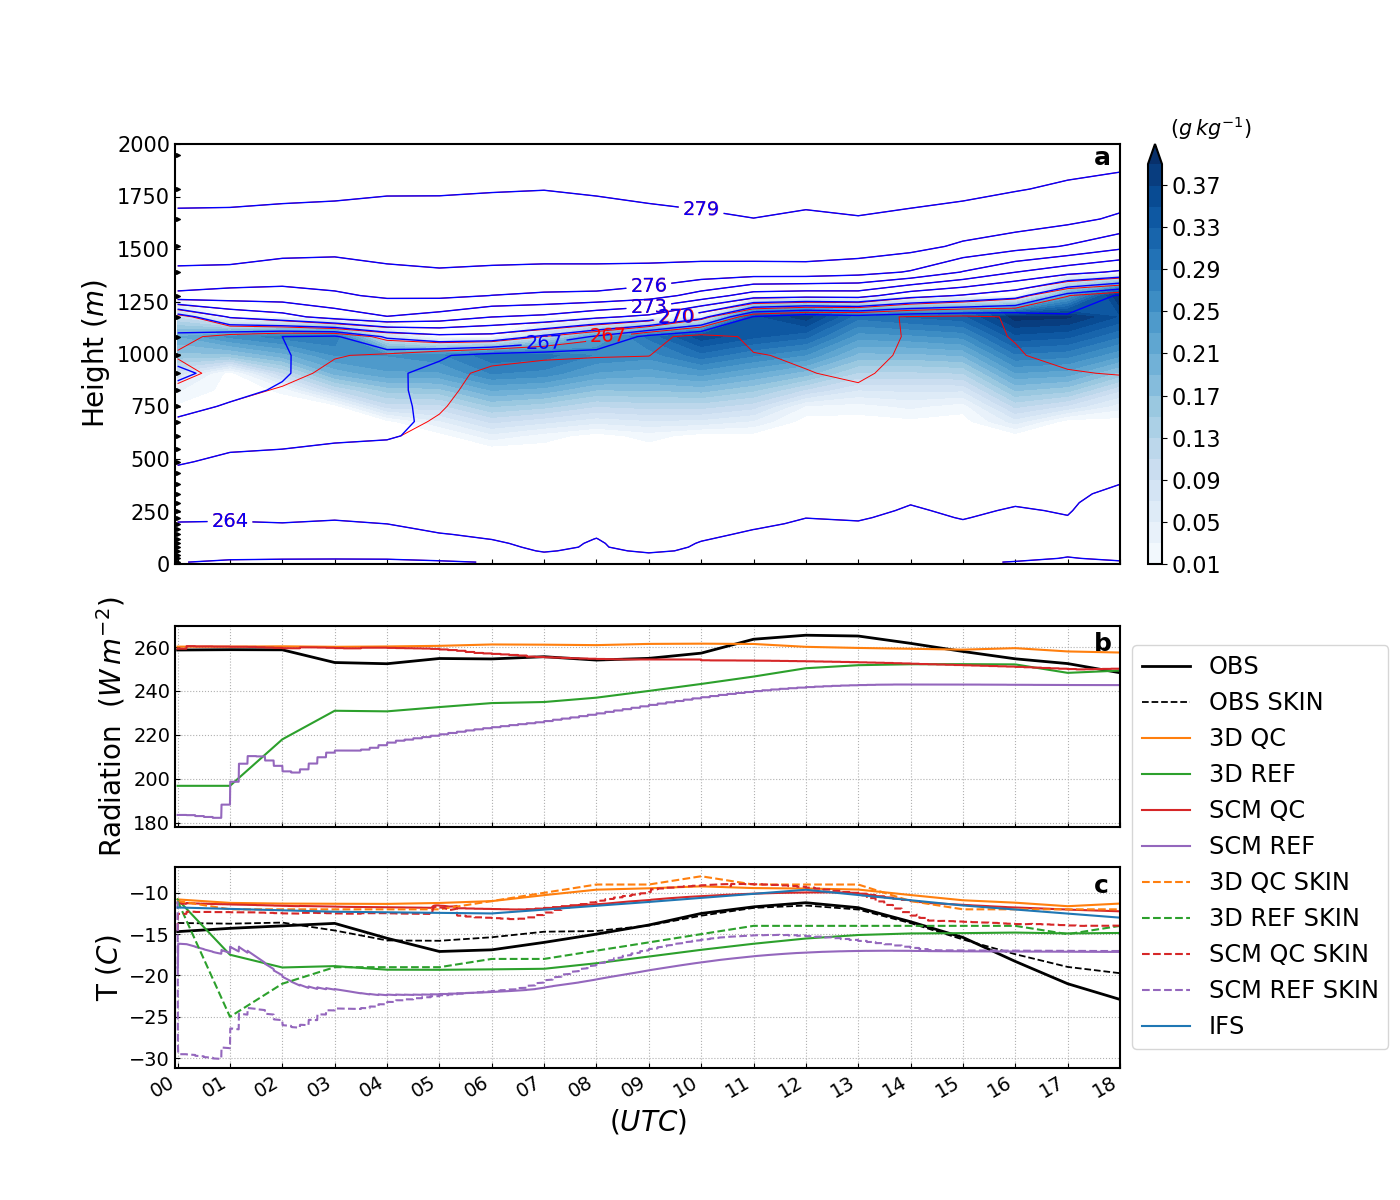 (g kg⁻¹)
a
Height (m)
2000
1750
1500
1250
1000
750
500
250
0
279
276
273
270
267
267
264
0.37
0.33
0.29
0.25
0.21
0.17
0.13
0.09
0.05
0.01
b
Radiation (W m⁻²)
260
240
220
200
180
c
T (C)
−10
−15
−20
−25
−30
00 01 02 03 04 05 06 07 08 09 10 11 12 13 14 15 16 17 18
(UTC)
OBS
OBS SKIN
3D QC
3D REF
SCM QC
SCM REF
3D QC SKIN
3D REF SKIN
SCM QC SKIN
SCM REF SKIN
IFS